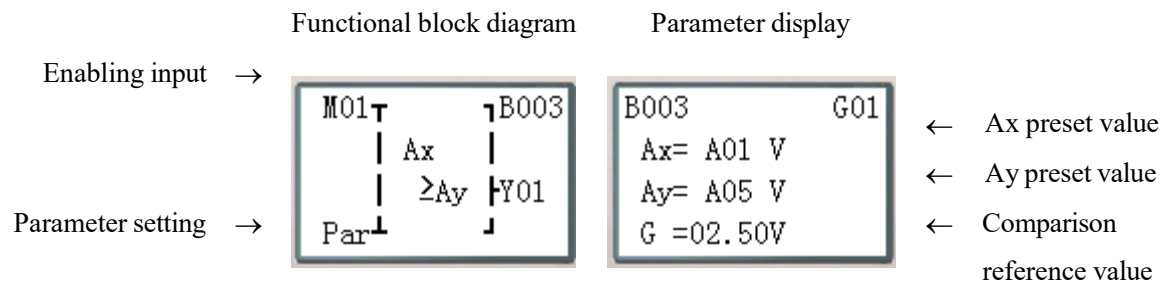 Functional block diagram
Parameter display
Enabling input →
M01 B003
Ax
≥Ay Y01
Par
Parameter setting →
B003 G01
Ax= A01 V
Ay= A05 V
G =02.50V
← Ax preset value
← Ay preset value
← Comparison
reference value